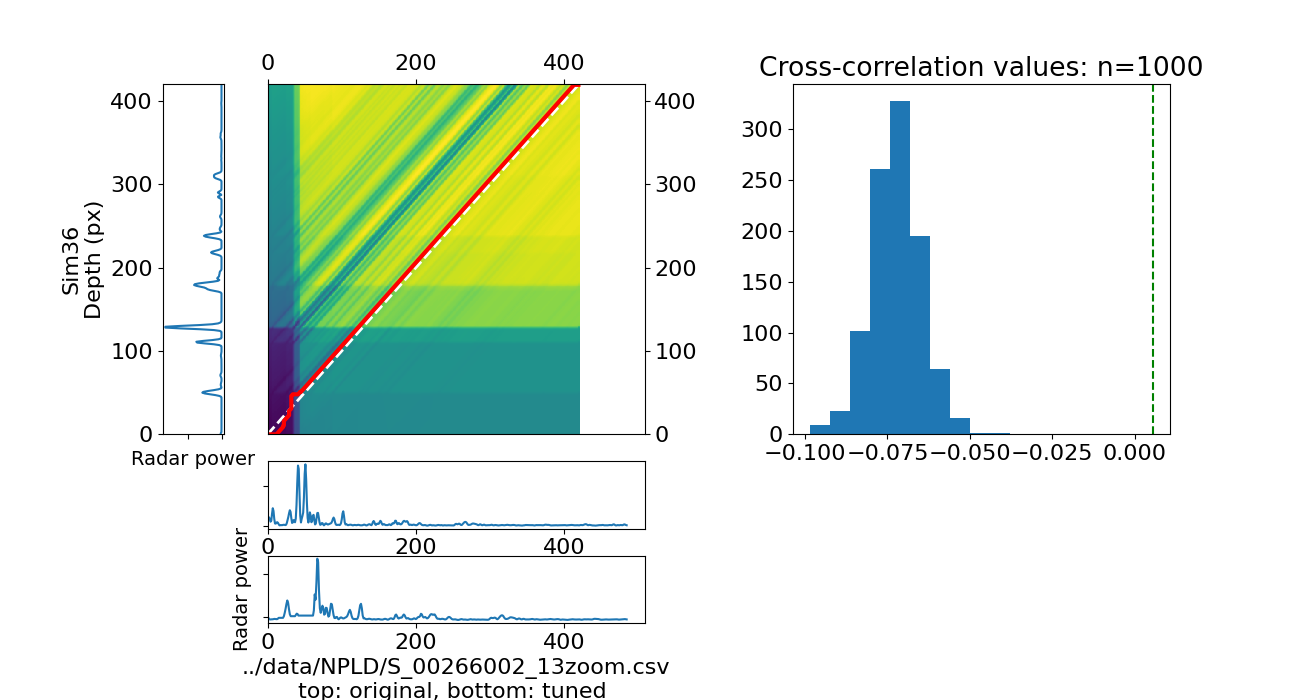 Cross-correlation values: n=1000
0 200 400
400
300
200
100
0
Sim36
Depth (px)
Radar power
400
300
200
100
0
300
250
200
150
100
50
0
−0.100 −0.075 −0.050 −0.025 0.000
0 200 400
Radar power
0 200 400
../data/NPLD/S_00266002_13zoom.csv
top: original, bottom: tuned